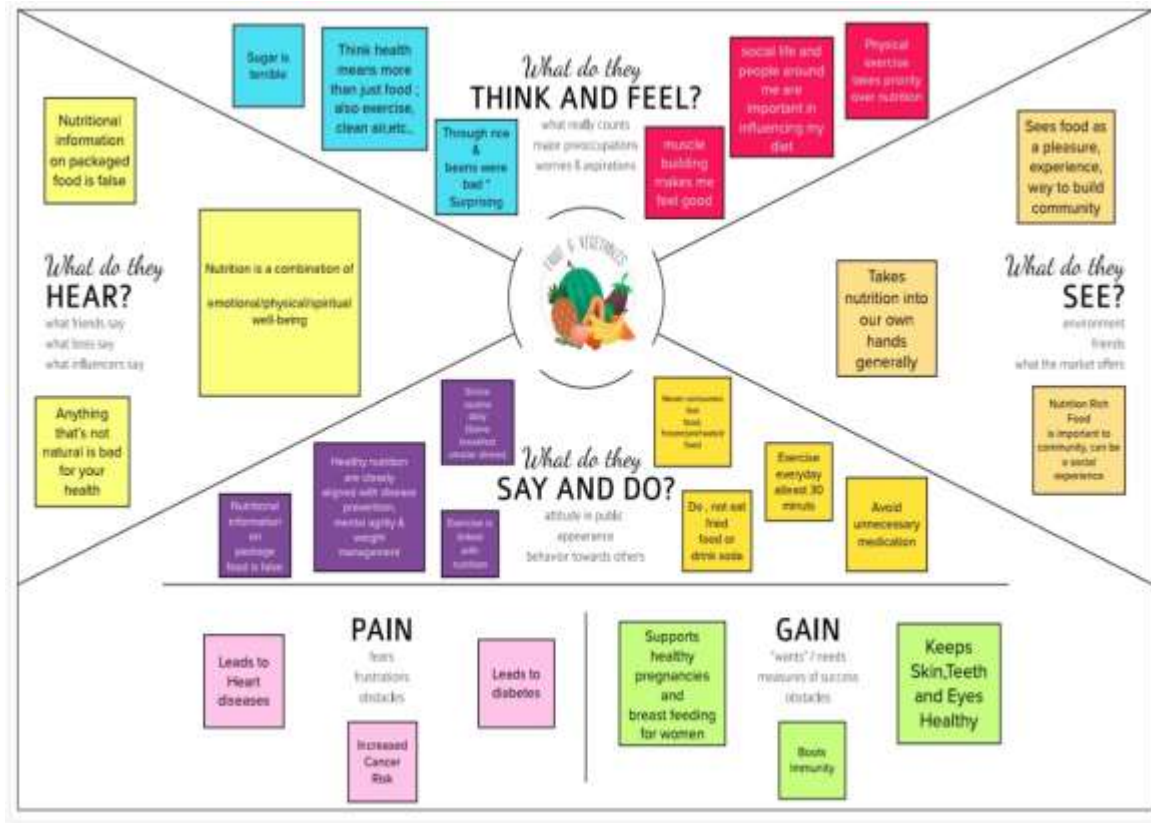 Sugar is
terrible
Think health
means more
than just food ;
also exercise,
clean air,etc.,
Through rice
&
beans were
bad "
Surprising
What do they
THINK AND FEEL?
what really counts
major preoccupations
worries & aspirations
muscle
building
makes me
feel good
social life and
people around
me are
important in
influencing my
diet
Physical
exercise
takes priority
over nutrition
Nutritional
information
on packaged
food is false
Nutrition is a combination of
emotional/physical/spiritual
well-being
What do they
HEAR?
what friends say
what boss say
what influencers say
Anything
that's not
natural is bad
for your
health
FRUIT & VEGETABLES
Sees food as
a pleasure,
experience,
way to build
community
Takes
nutrition into
our own
hands
generally
What do they
SEE?
environment
friends
what the market offers
Nutrition Rich
Food
is important to
community, can be
a social
experience
breakfast
Healthy nutrition
are closely
aligned with disease
prevention,
mental agility &
weight
management
Nutritional
information
on
package
food is false
Exercise is
linked
with
nutrition
What do they
SAY AND DO?
attitude in public
appearance
behavior towards others
food
Do , not eat
fried
food or
drink soda
Exercise
everyday
atleast 30
minuts
Avoid
unnecessary
medication
PAIN
fears
frustrations
obstacles
Leads to
Heart
diseases
Increased
Cancer
Risk
Leads to
diabetes
GAIN
"wants" / needs
measures of success
obstacles
Supports
healthy
pregnancies
and
breast feeding
for women
Boots
immunity
Keeps
Skin,Teeth
and Eyes
Healthy